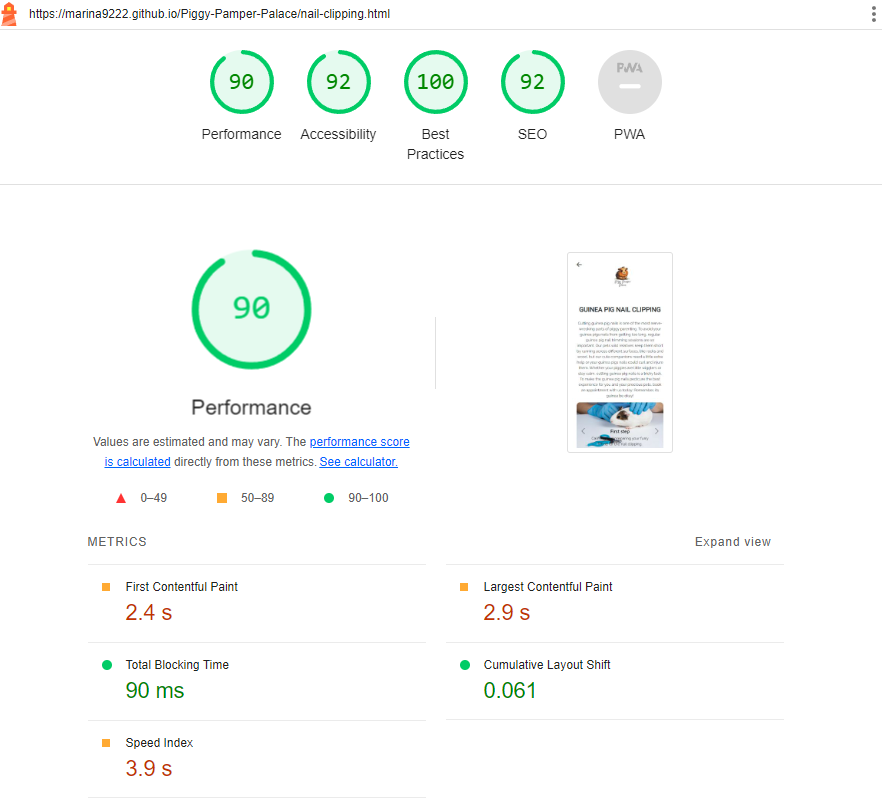 https://marina9222.github.io/Piggy-Pamper-Palace/nail-clipping.html
90
92
100
92
PWA
Performance
Accessibility
Best
Practices
SEO
PWA
90
Performance
Values are estimated and may vary. The performance score
is calculated directly from these metrics. See calculator.
0–49
50–89
90–100
GUINEA PIG NAIL CLIPPING
First step
METRICS
Expand view
First Contentful Paint
2.4 s
Largest Contentful Paint
2.9 s
Total Blocking Time
90 ms
Cumulative Layout Shift
0.061
Speed Index
3.9 s